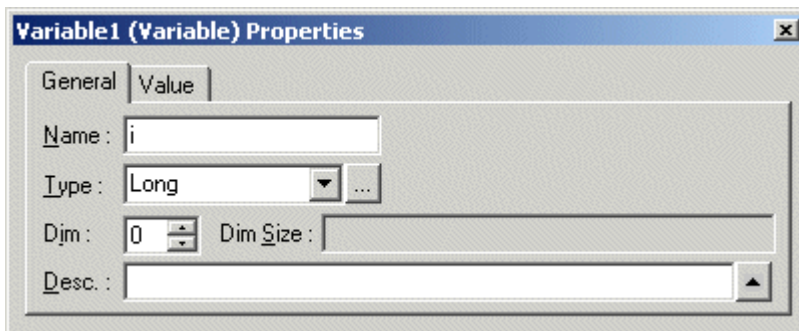 Variable1 (Variable) Properties
General Value
Name : i
Type : Long ...
Dim : 0 Dim Size :
Desc. :